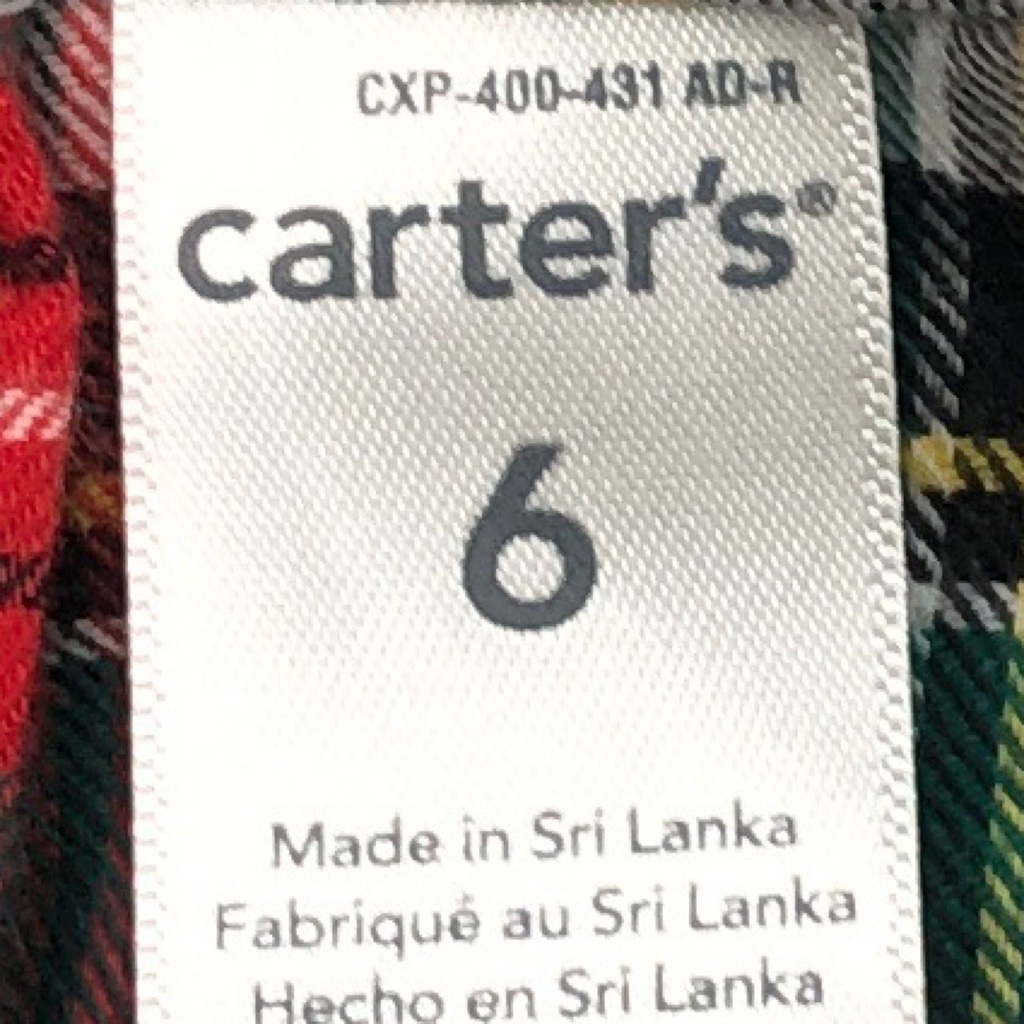 CXP-400-431 AD-R
carter's®
6
Made in Sri Lanka
Fabriqué au Sri Lanka
Hecho en Sri Lanka